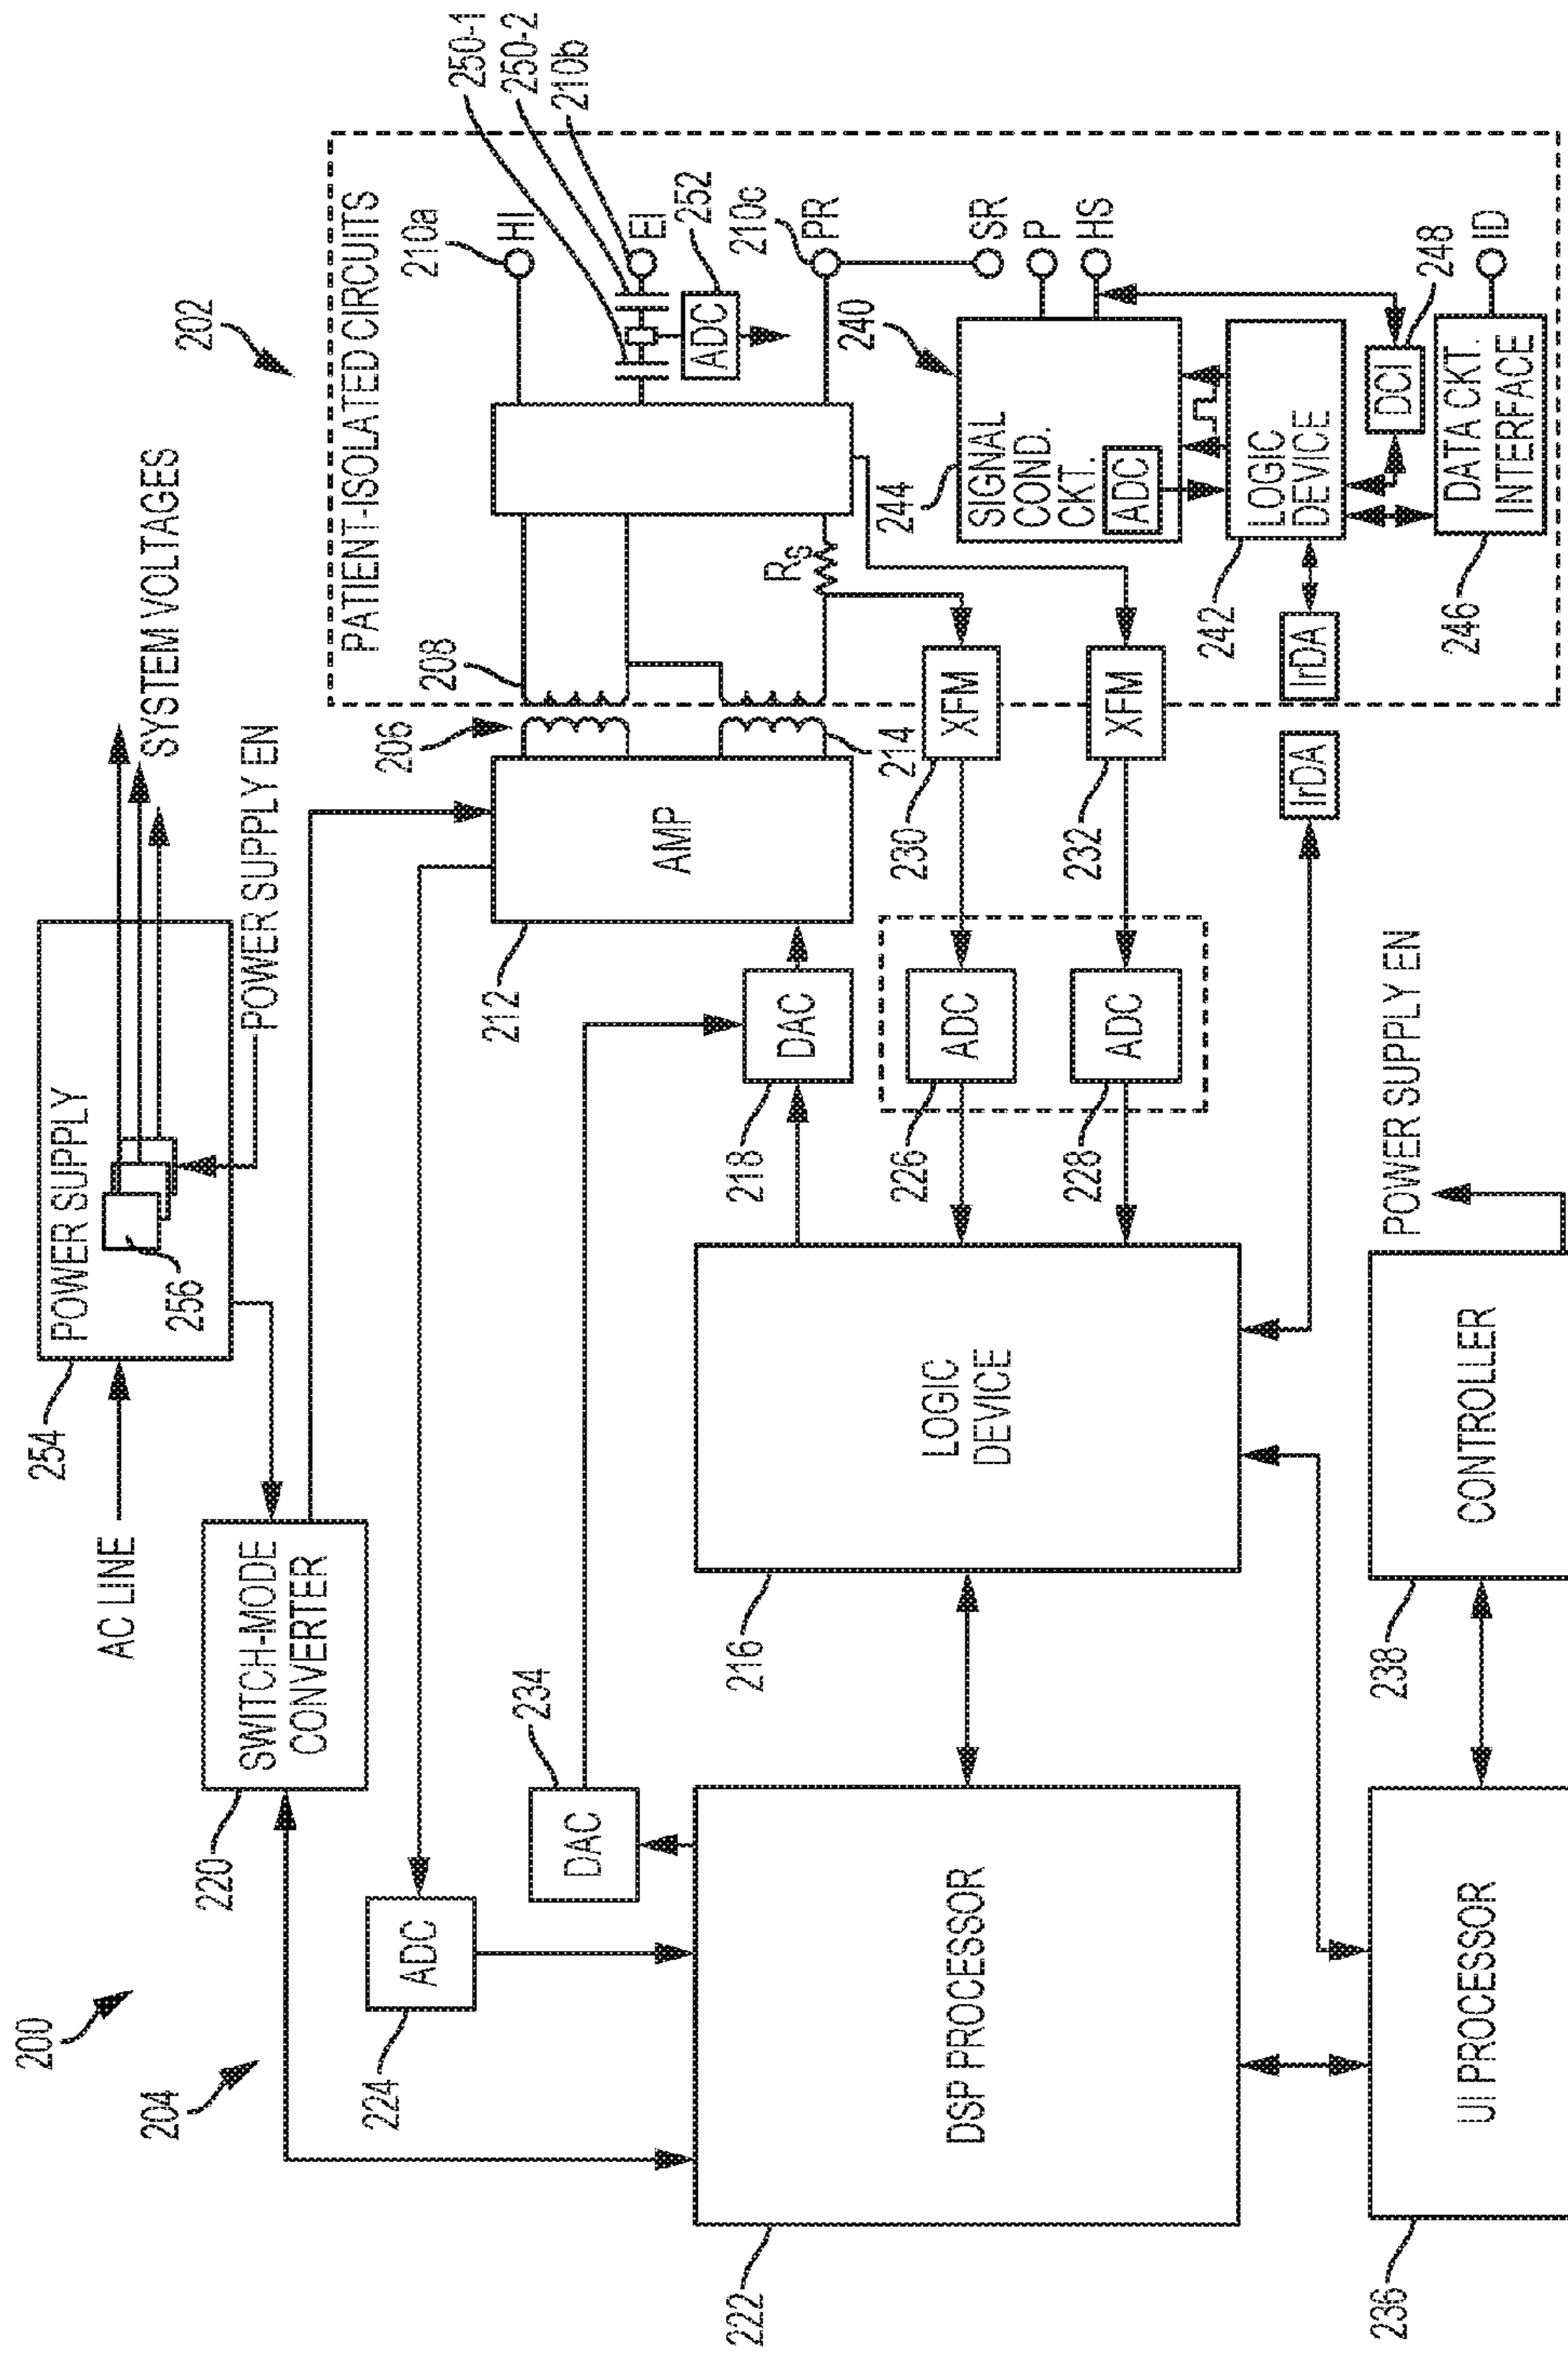 200
202
204
254
POWER SUPPLY
256
AC LINE
SYSTEM VOLTAGES
POWER SUPPLY EN
SWITCH-MODE
CONVERTER
220
ADC
224
DAC
234
206
208
AMP
212
214
DAC
218
PATIENT-ISOLATED CIRCUITS
210a
HI
250-1
250-2
210b
EI
ADC
252
210c
PR
Rs
SR
P
HS
240
SIGNAL
COND.
CKT.
ADC
244
LOGIC
DEVICE
242
DCI
248
DATA CKT.
INTERFACE
246
ID
XFM
230
XFM
232
IrDA
IrDA
ADC
226
ADC
228
LOGIC
DEVICE
216
DSP PROCESSOR
222
UI PROCESSOR
236
CONTROLLER
238
POWER SUPPLY EN